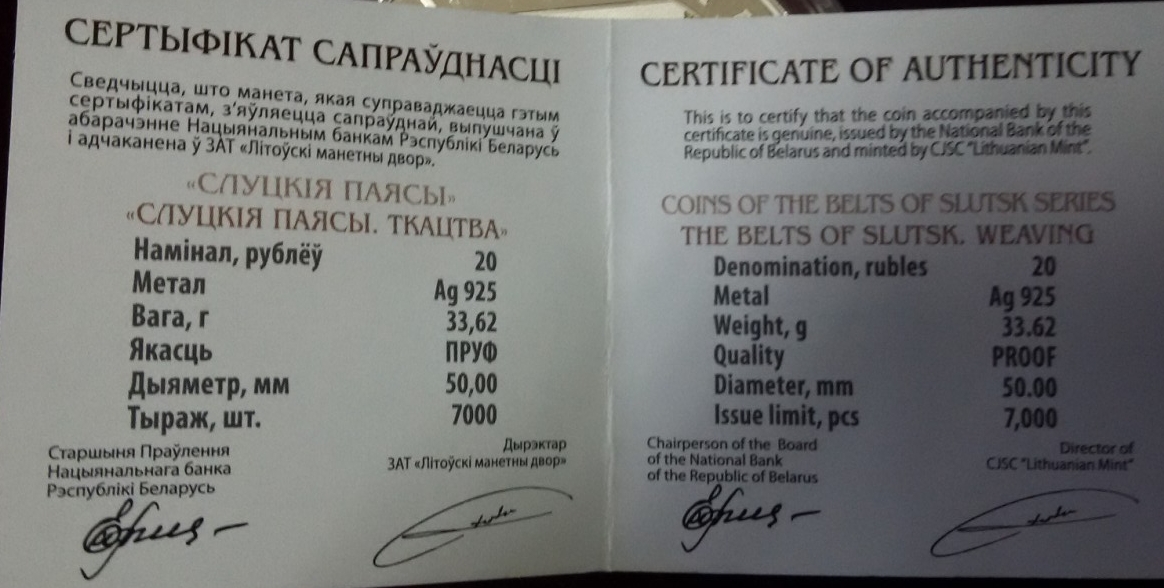 СЕРТЫФІКАТ САПРАЎДНАСЦІ
Сведчыцца, што манета, якая суправаджаецца гэтым
сертыфікатам, з'яўляецца сапраўднай, выпушчана ў
абарачэнне Нацыянальным банкам Рэспублікі Беларусь
і адчаканена ў ЗАТ «Літоўскі манетны двор».
«СЛУЦКІЯ ПАЯСЫ»
«СЛУЦКІЯ ПАЯСЫ. ТКАЦТВА»
Намінал, рублёў 20
Метал Ag 925
Вага, г 33,62
Якасць ПРУФ
Дыяметр, мм 50,00
Тыраж, шт. 7000
Старшыня Праўлення
Нацыянальнага банка
Рэспублікі Беларусь
Дырэктар
ЗАТ «Літоўскі манетны двор»
CERTIFICATE OF AUTHENTICITY
This is to certify that the coin accompanied by this
certificate is genuine, issued by the National Bank of the
Republic of Belarus and minted by CJSC "Lithuanian Mint".
COINS OF THE BELTS OF SLUTSK SERIES
THE BELTS OF SLUTSK. WEAVING
Denomination, rubles 20
Metal Ag 925
Weight, g 33.62
Quality PROOF
Diameter, mm 50.00
Issue limit, pcs 7,000
Chairperson of the Board
of the National Bank
of the Republic of Belarus
Director of
CJSC "Lithuanian Mint"